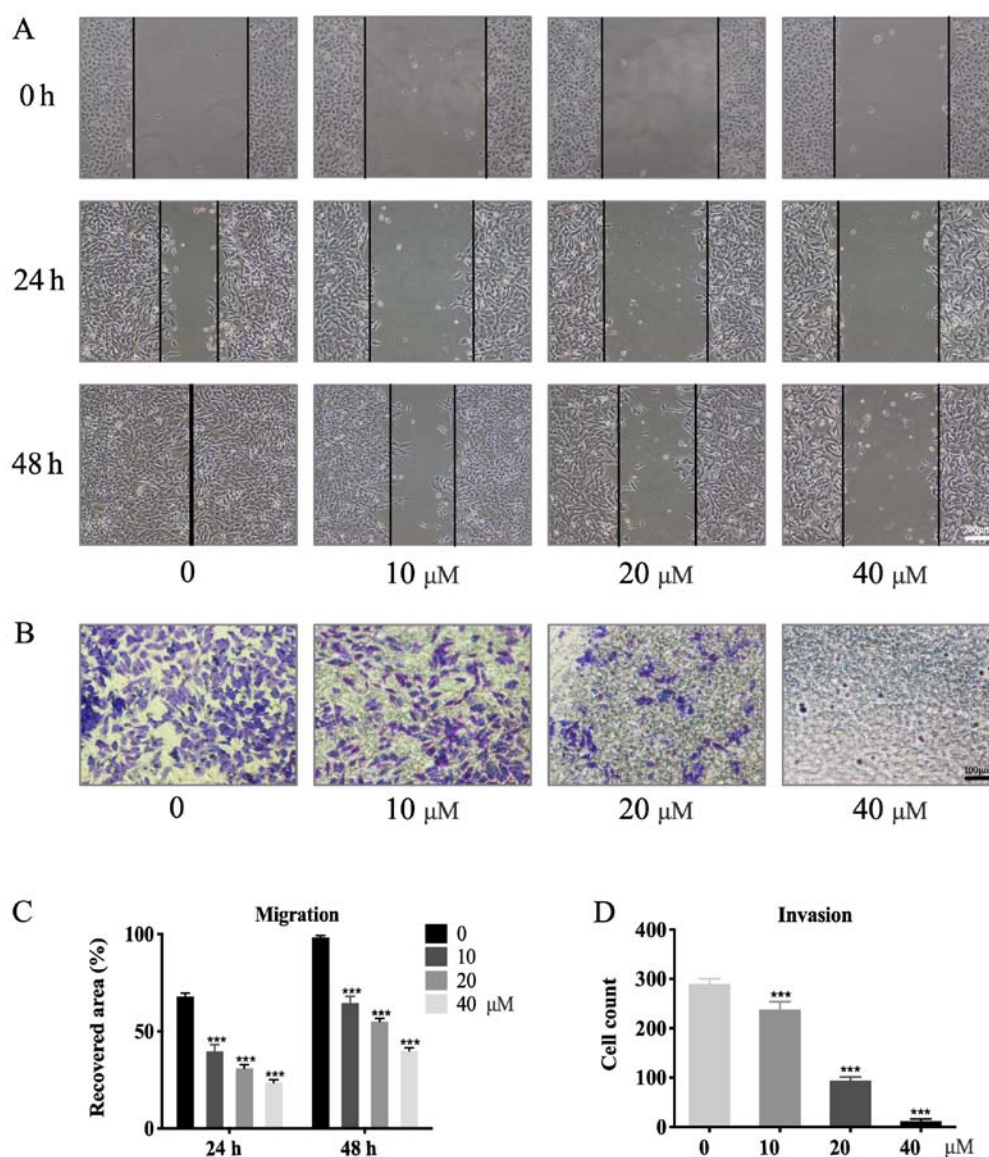 A
0 h
24 h
48 h
200μm
0 10 μM 20 μM 40 μM
B
100μm
0 10 μM 20 μM 40 μM
C
Migration
Recovered area (%)
100
50
0
*** *** *** *** *** ***
24 h 48 h
0
10
20
40 μM
D
Invasion
Cell count
400
300
200
100
0
*** *** ***
0 10 20 40 μM